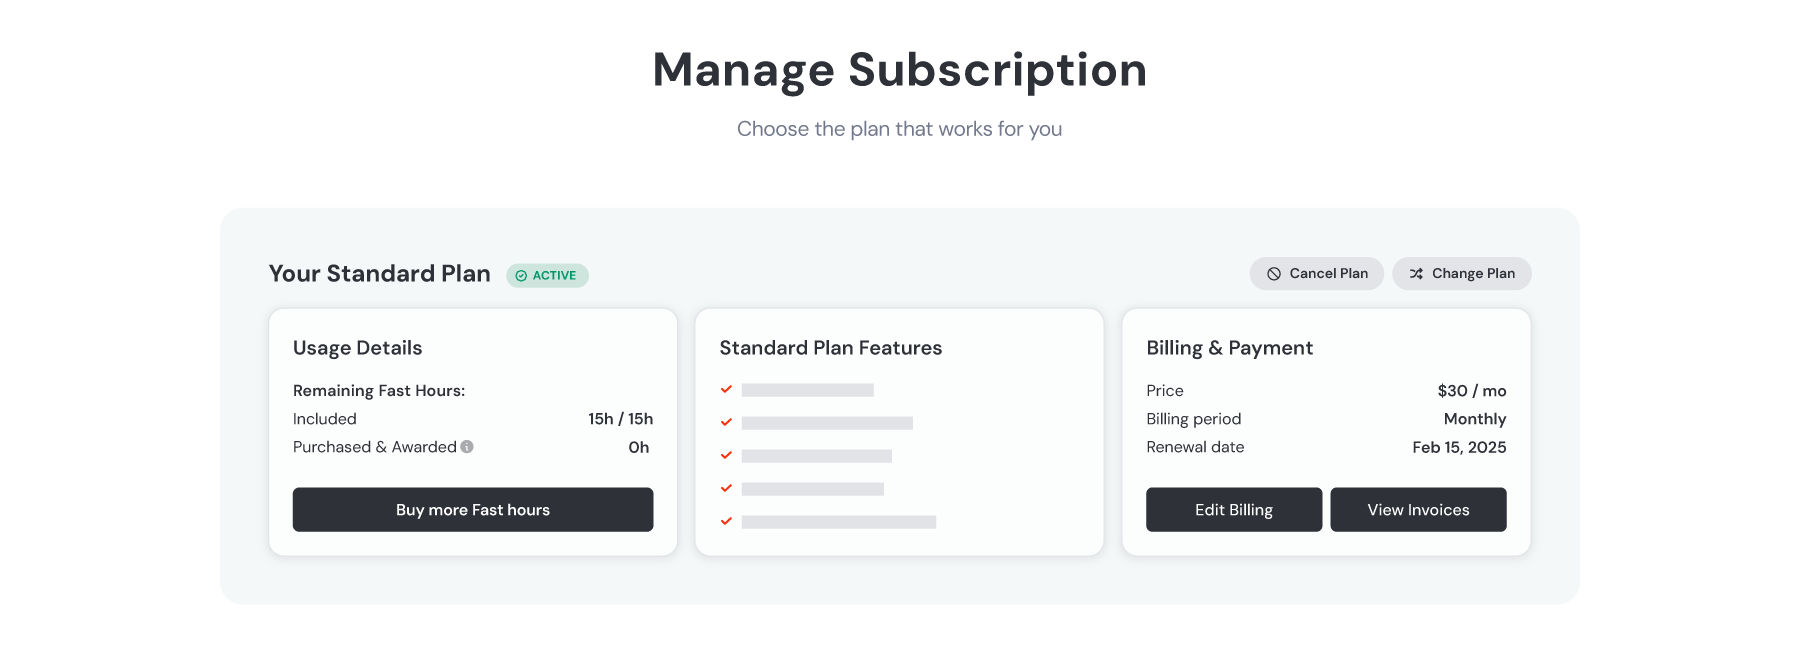 Manage Subscription
Choose the plan that works for you
Your Standard Plan
ACTIVE
Cancel Plan
Change Plan
Usage Details
Remaining Fast Hours:
Included 15h / 15h
Purchased & Awarded 0h
Buy more Fast hours
Standard Plan Features
Billing & Payment
Price $30 / mo
Billing period Monthly
Renewal date Feb 15, 2025
Edit Billing
View Invoices